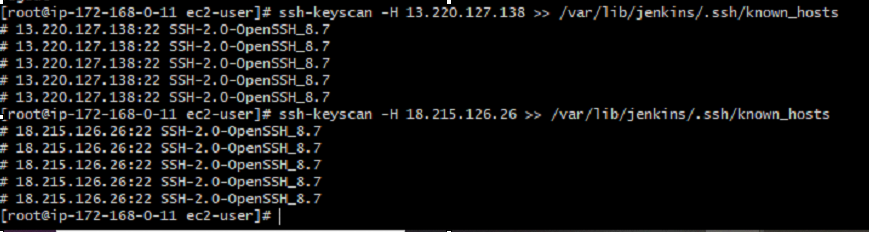 [root@ip-172-168-0-11 ec2-user]# ssh-keyscan -H 13.220.127.138 >> /var/lib/jenkins/.ssh/known_hosts
# 13.220.127.138:22 SSH-2.0-OpenSSH_8.7
# 13.220.127.138:22 SSH-2.0-OpenSSH_8.7
# 13.220.127.138:22 SSH-2.0-OpenSSH_8.7
# 13.220.127.138:22 SSH-2.0-OpenSSH_8.7
# 13.220.127.138:22 SSH-2.0-OpenSSH_8.7
[root@ip-172-168-0-11 ec2-user]# ssh-keyscan -H 18.215.126.26 >> /var/lib/jenkins/.ssh/known_hosts
# 18.215.126.26:22 SSH-2.0-OpenSSH_8.7
# 18.215.126.26:22 SSH-2.0-OpenSSH_8.7
# 18.215.126.26:22 SSH-2.0-OpenSSH_8.7
# 18.215.126.26:22 SSH-2.0-OpenSSH_8.7
# 18.215.126.26:22 SSH-2.0-OpenSSH_8.7
[root@ip-172-168-0-11 ec2-user]#